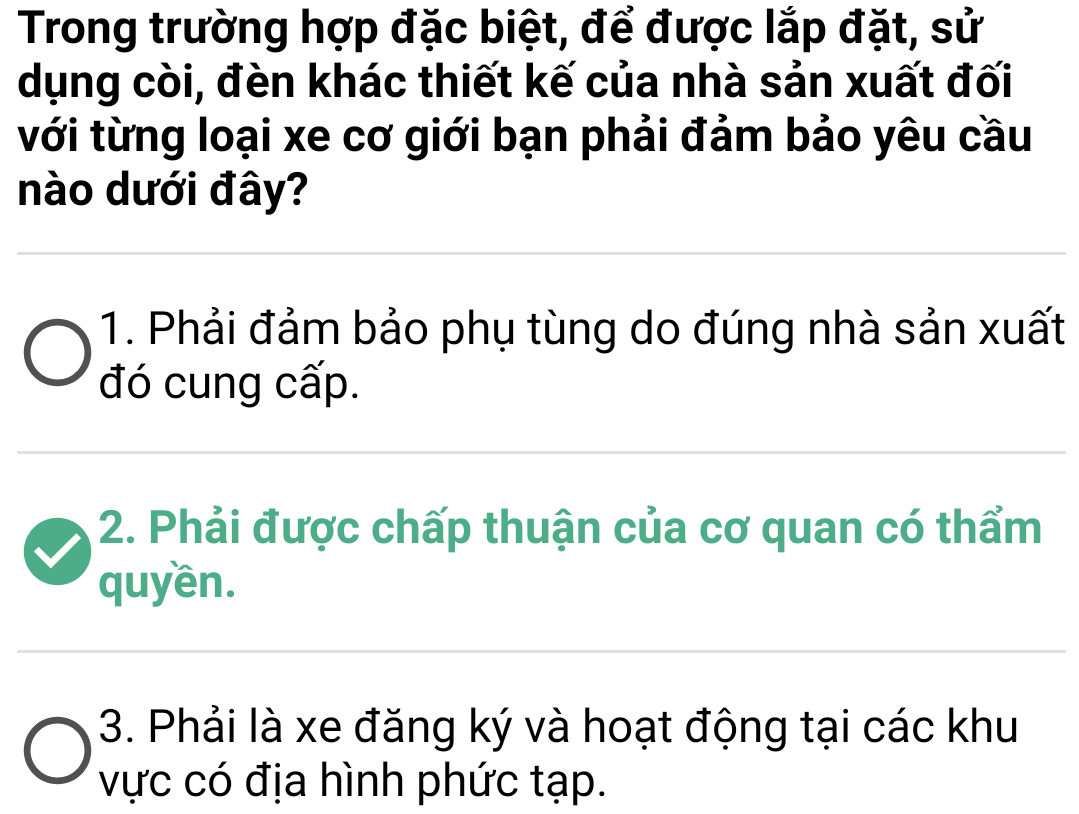 Trong trường hợp đặc biệt, để được lắp đặt, sử
dụng còi, đèn khác thiết kế của nhà sản xuất đối
với từng loại xe cơ giới bạn phải đảm bảo yêu cầu
nào dưới đây?
1. Phải đảm bảo phụ tùng do đúng nhà sản xuất
đó cung cấp.
2. Phải được chấp thuận của cơ quan có thẩm
quyền.
3. Phải là xe đăng ký và hoạt động tại các khu
vực có địa hình phức tạp.